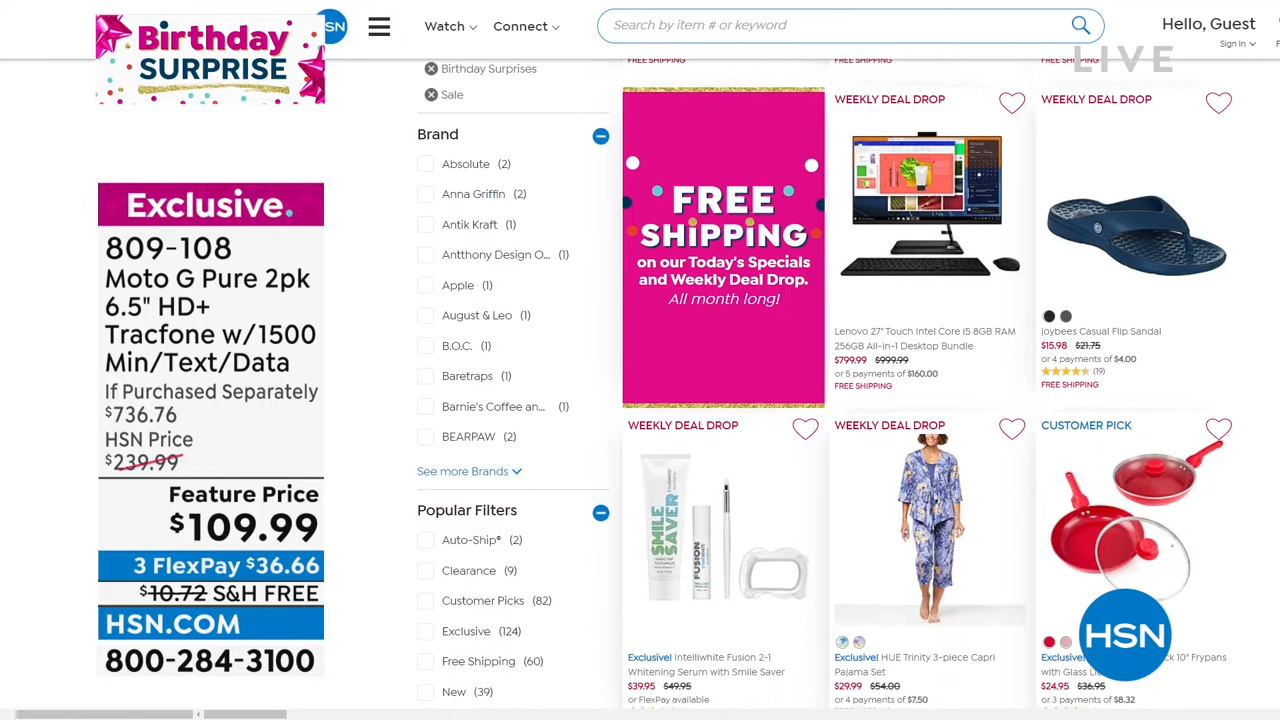 Birthday
SURPRISE
SN
Watch
Connect
Search by item # or keyword
Hello, Guest
Sign In
LIVE
Exclusive.
809-108
Moto G Pure 2pk
6.5" HD+
Tracfone w/1500
Min/Text/Data
If Purchased Separately
$736.76
HSN Price
$239.99
Feature Price
$109.99
3 FlexPay $36.66
$10.72 S&H FREE
HSN.COM
800-284-3100
Birthday Surprises
Sale
Brand
Absolute (2)
Anna Griffin (2)
Antik Kraft (1)
Antthony Design O... (1)
Apple (1)
August & Leo (1)
B.O.C. (1)
Baretraps (1)
Barnie's Coffee an... (1)
BEARPAW (2)
See more Brands
Popular Filters
Auto-Ship® (2)
Clearance (9)
Customer Picks (82)
Exclusive (124)
Free Shipping (60)
New (39)
FREE SHIPPING
FREE SHIPPING
FREE
SHIPPING
on our Today's Specials
and Weekly Deal Drop.
All month long!
WEEKLY DEAL DROP
Lenovo 27" Touch Intel Core i5 8GB RAM
256GB All-in-1 Desktop Bundle
$799.99 $999.99
or 5 payments of $160.00
FREE SHIPPING
WEEKLY DEAL DROP
Joybees Casual Flip Sandal
$15.98 $21.75
or 4 payments of $4.00
(19)
FREE SHIPPING
WEEKLY DEAL DROP
SMILE
SAVER
FUSION
Exclusive! Intelliwhite Fusion 2-1
Whitening Serum with Smile Saver
$39.95 $49.95
or FlexPay available
WEEKLY DEAL DROP
Exclusive! HUE Trinity 3-piece Capri
Pajama Set
$29.99 $54.00
or 4 payments of $7.50
CUSTOMER PICK
HSN
Exclusive
10" Frypans
with Glass
$24.95 $36.95
or 3 payments of $8.32